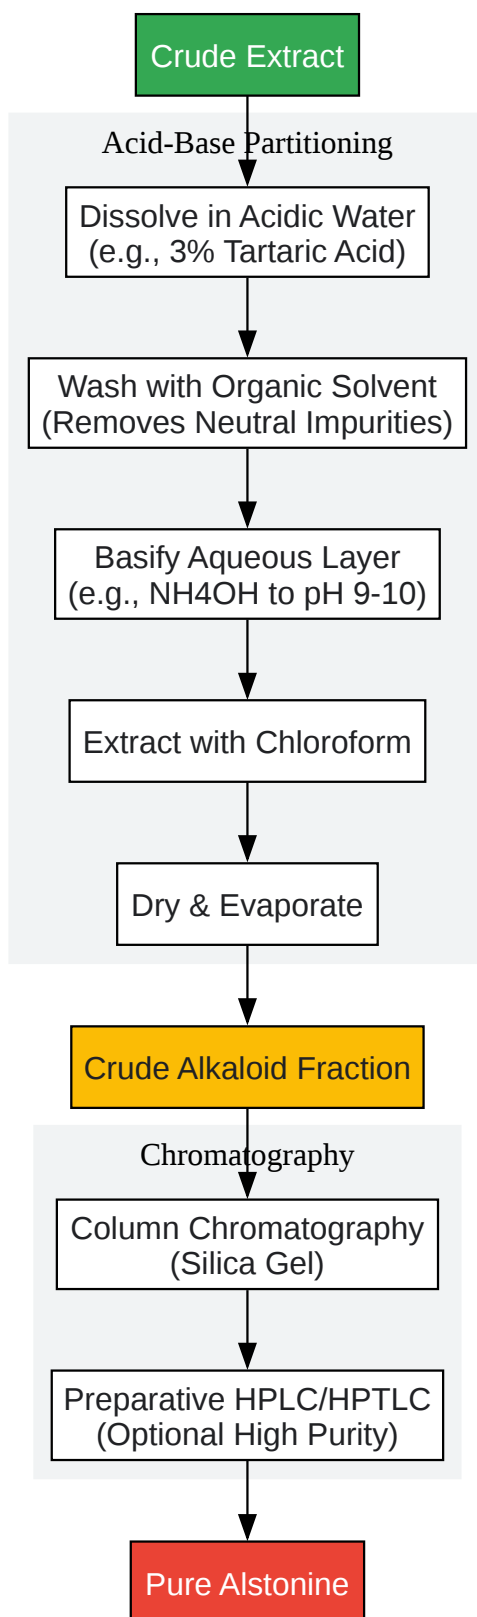 Crude Extract
Acid-Base Partitioning
Dissolve in Acidic Water
(e.g., 3% Tartaric Acid)
Wash with Organic Solvent
(Removes Neutral Impurities)
Basify Aqueous Layer
(e.g., NH4OH to pH 9-10)
Extract with Chloroform
Dry & Evaporate
Crude Alkaloid Fraction
Chromatography
Column Chromatography
(Silica Gel)
Preparative HPLC/HPTLC
(Optional High Purity)
Pure Alstonine